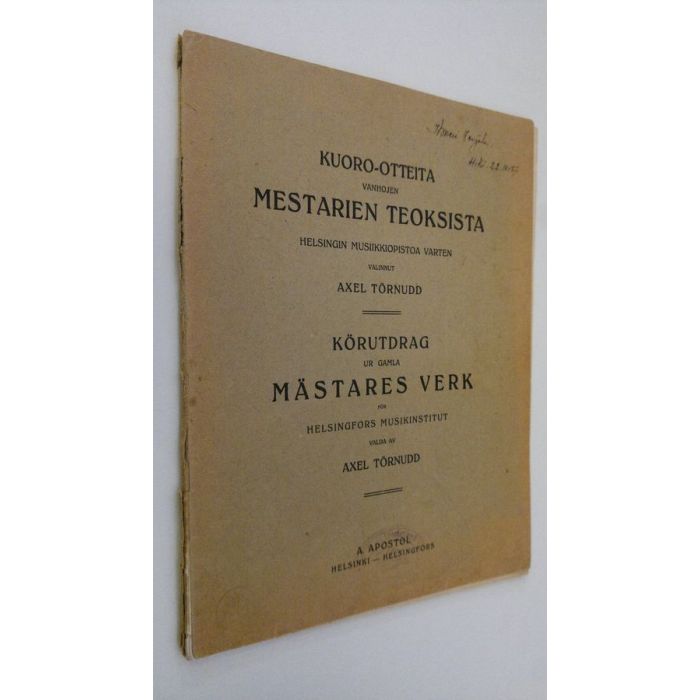 KUORO-OTTEITA
VANHOJEN
MESTARIEN TEOKSISTA
HELSINGIN MUSIIKKIOPISTOA VARTEN
VALINNUT
AXEL TÖRNUDD
KÖRUTDRAG
UR GAMLA
MÄSTARES VERK
FÖR
HELSINGFORS MUSIKINSTITUT
VALDA AV
AXEL TÖRNUDD
A. APOSTOL
HELSINKI — HELSINGFORS